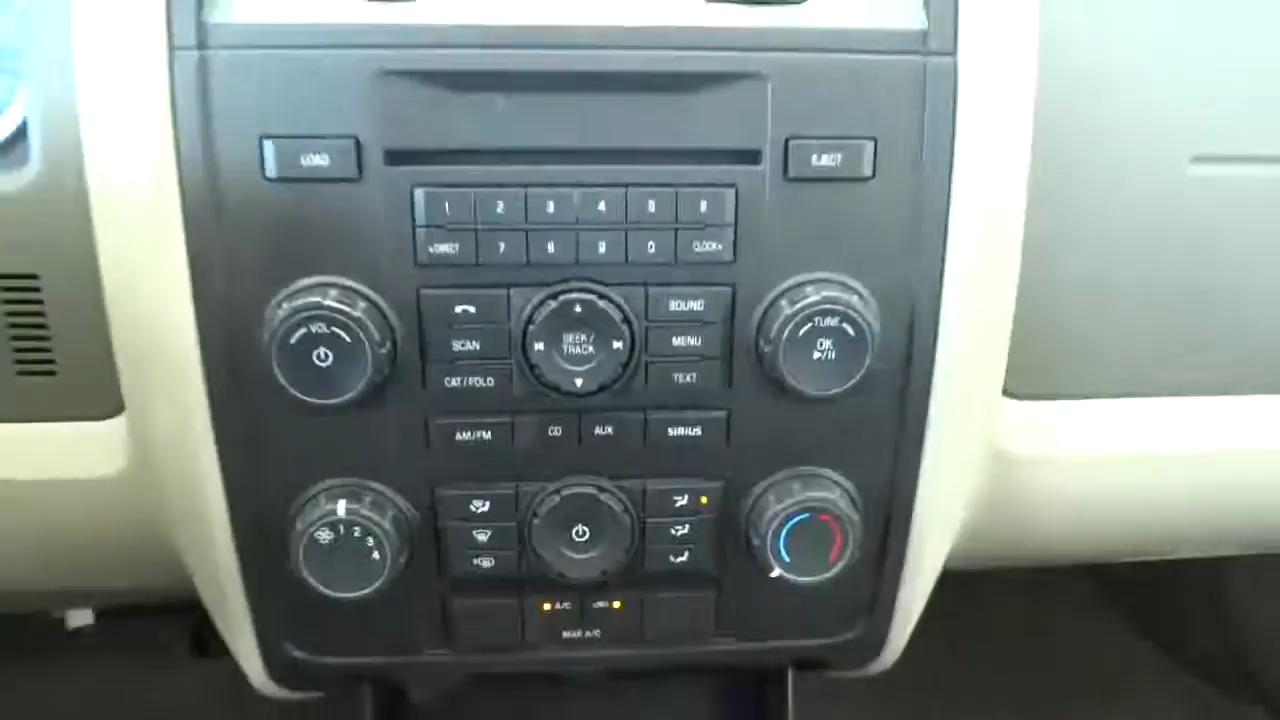 LOAD
EJECT
1 2 3 4 5 6
DIRECT 7 8 9 0 CLOCK
VOL
SCAN
CAT/FOLD
SEEK/
TRACK
SOUND
MENU
TEXT
TUNE
OK
AM/FM CD AUX SIRIUS
1 2 3 4
A/C
MAX A/C